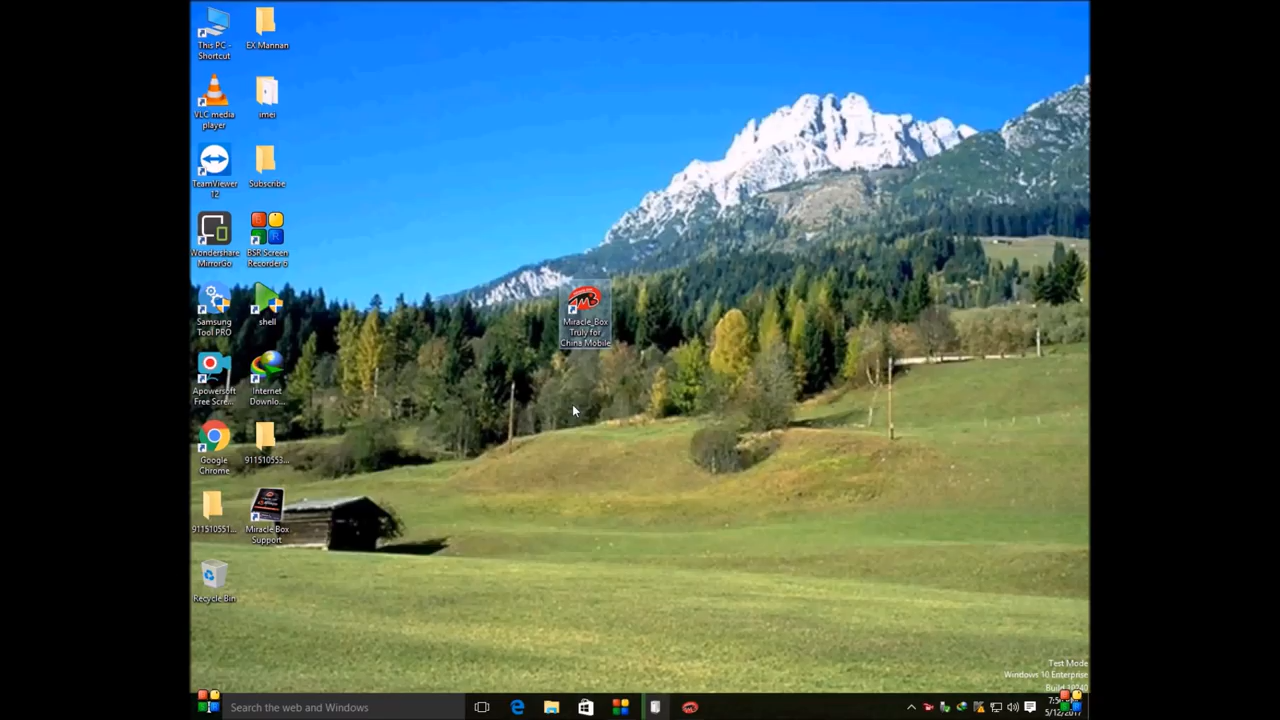 This PC -
Shortcut
EX Mannan
VLC media
player
imei
TeamViewer
12
Subscribe
Wondershare
MirrorGo
BSR Screen
Recorder 6
Samsung
Tool PRO
shell
Apowersoft
Free Scre...
Internet
Downlo...
Google
Chrome
911510553...
911510551...
Miracle Box
Support
Recycle Bin
Miracle_Box
Truly for
China Mobile
Test Mode
Windows 10 Enterprise
Build 10240
Search the web and Windows